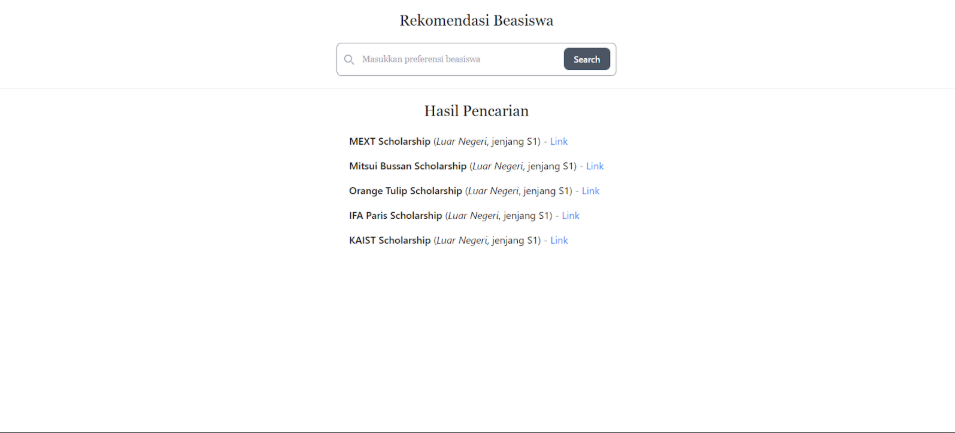 Rekomendasi Beasiswa
Masukkan preferensi beasiswa
Search
Hasil Pencarian
MEXT Scholarship (Luar Negeri, jenjang S1) - Link
Mitsui Bussan Scholarship (Luar Negeri, jenjang S1) - Link
Orange Tulip Scholarship (Luar Negeri, jenjang S1) - Link
IFA Paris Scholarship (Luar Negeri, jenjang S1) - Link
KAIST Scholarship (Luar Negeri, jenjang S1) - Link